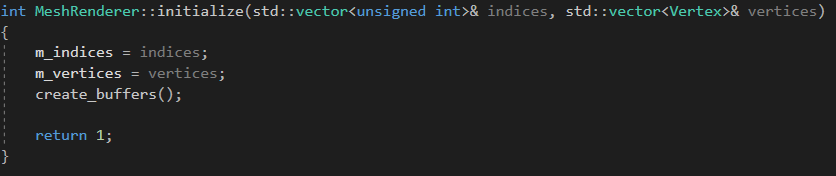 int MeshRenderer::initialize(std::vector<unsigned int>& indices, std::vector<Vertex>& vertices)
{
    m_indices = indices;
    m_vertices = vertices;
    create_buffers();

    return 1;
}